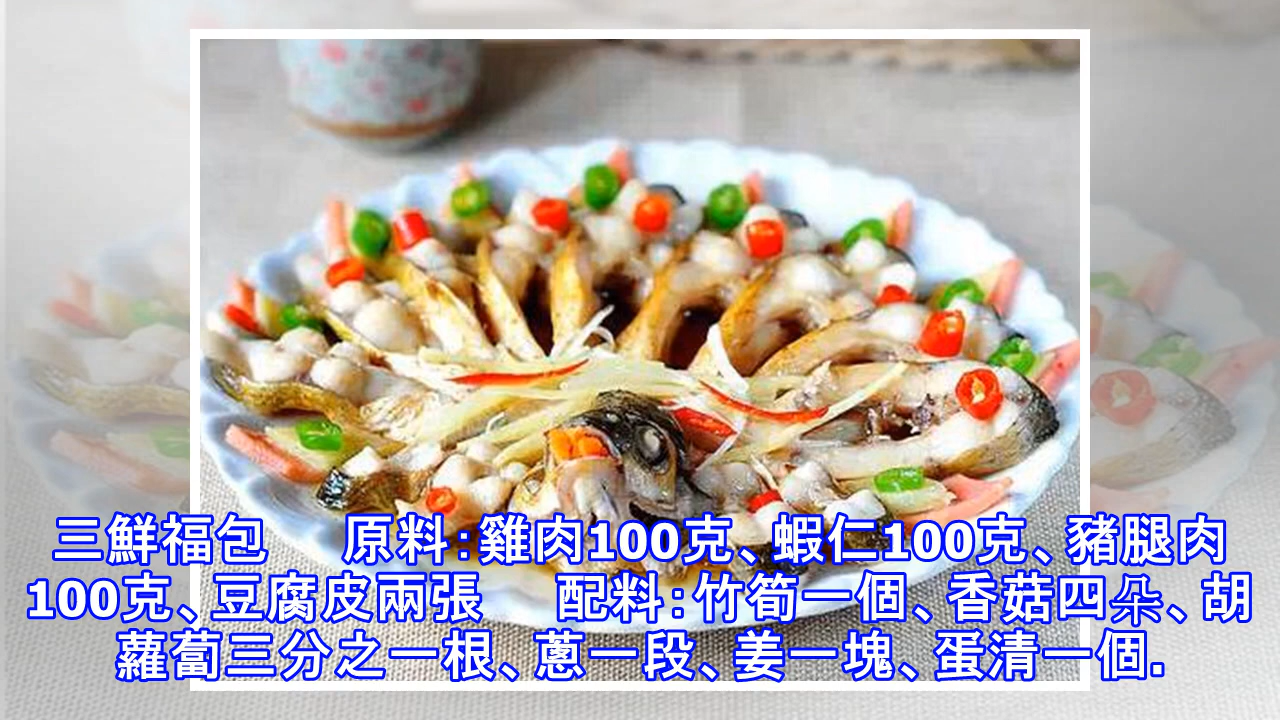 三鮮福包　 原料：雞肉100克、蝦仁100克、豬腿肉
100克、豆腐皮兩張　 配料：竹筍一個、香菇四朵、胡
蘿蔔三分之一根、蔥一段、姜一塊、蛋清一個.